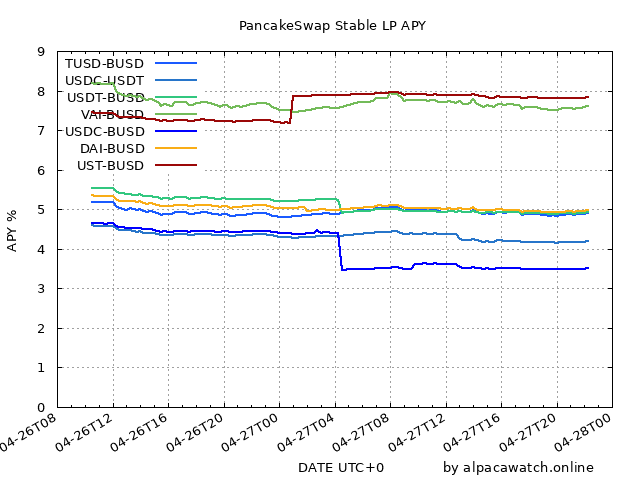 PancakeSwap Stable LP APY
9
8
7
6
5
4
3
2
1
0
APY %
TUSD-BUSD
USDC-USDT
USDT-BUSD
VAI-BUSD
USDC-BUSD
DAI-BUSD
UST-BUSD
04-26T08
04-26T12
04-26T16
04-26T20
04-27T00
04-27T04
04-27T08
04-27T12
04-27T16
04-27T20
04-28T00
DATE UTC+0
by alpacawatch.online